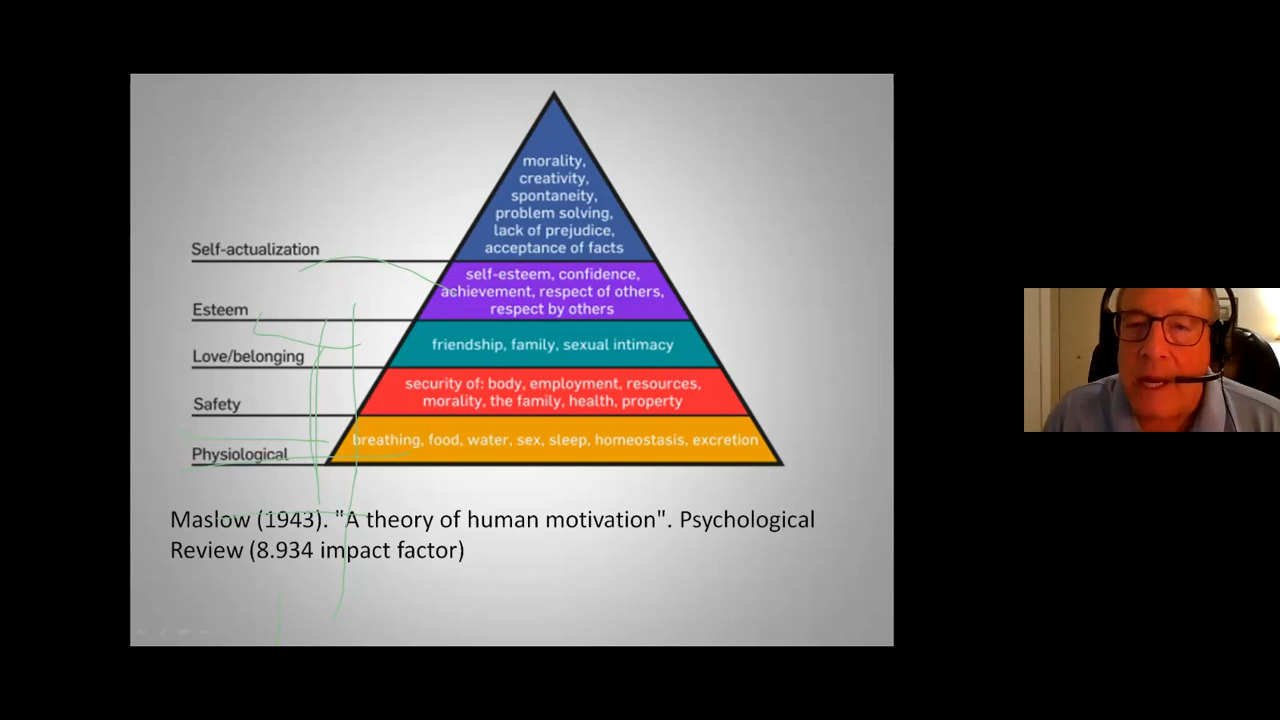 morality,
creativity,
spontaneity,
problem solving,
lack of prejudice,
acceptance of facts
Self-actualization
self-esteem, confidence,
achievement, respect of others,
respect by others
Esteem
friendship, family, sexual intimacy
Love/belonging
security of: body, employment, resources,
morality, the family, health, property
Safety
breathing, food, water, sex, sleep, homeostasis, excretion
Physiological
Maslow (1943). "A theory of human motivation". Psychological
Review (8.934 impact factor)